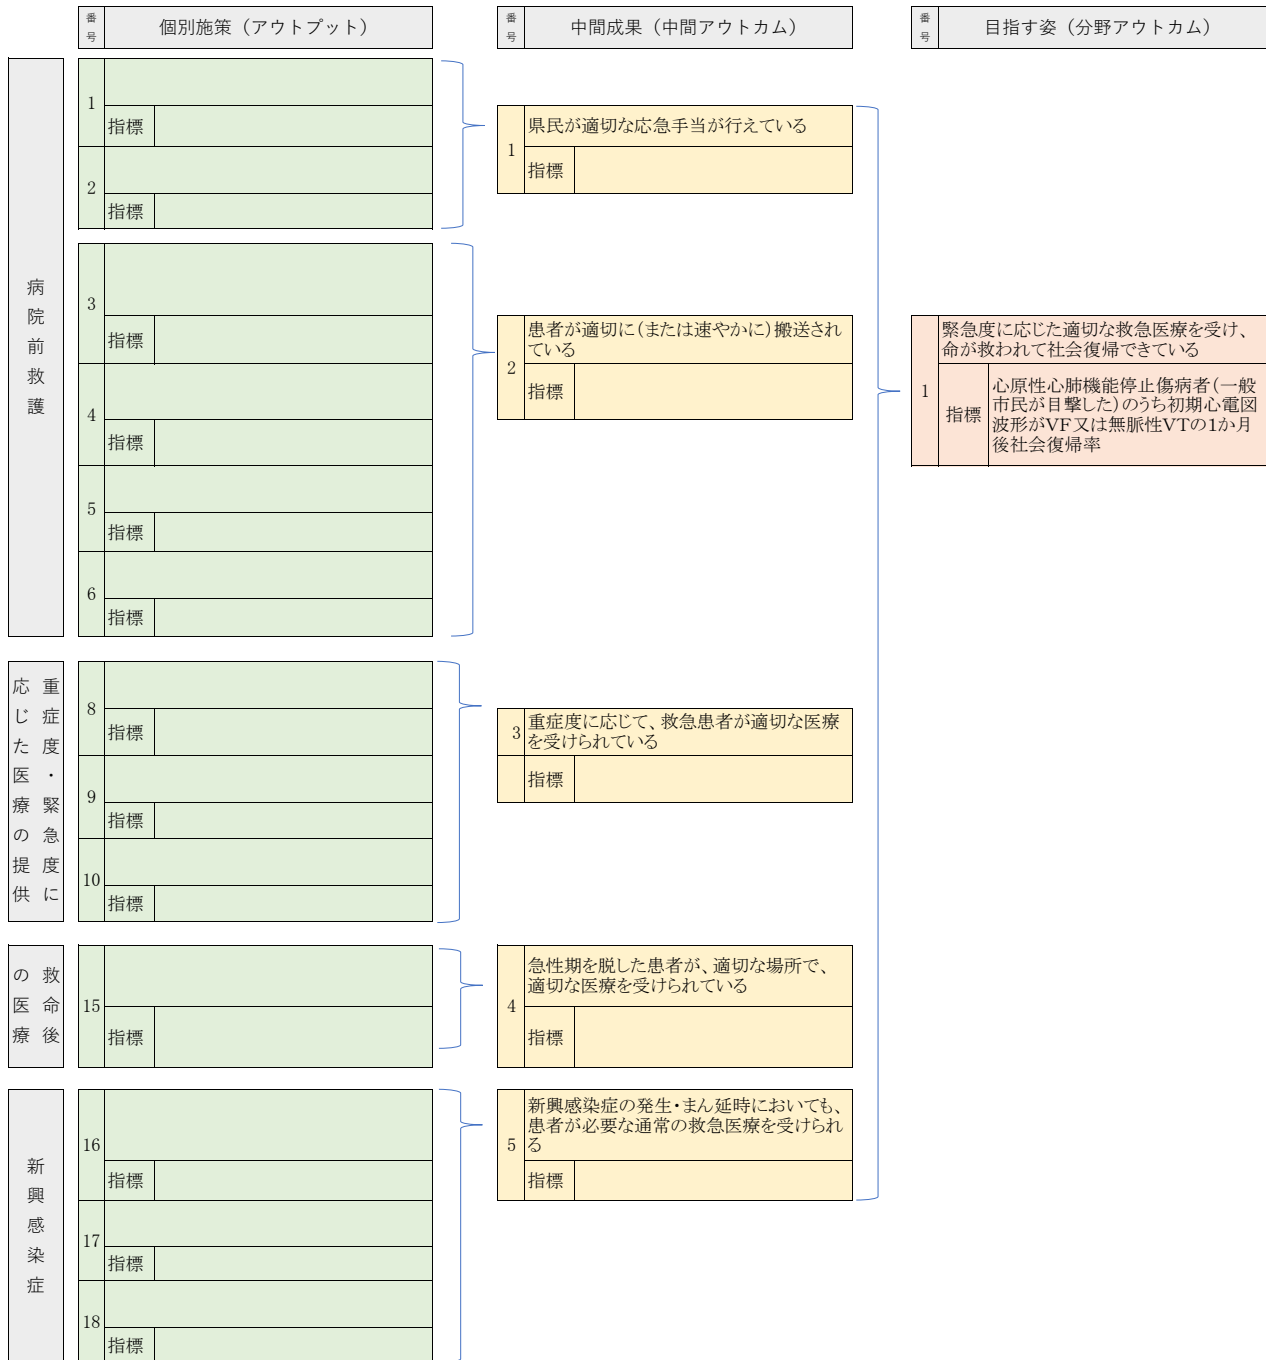 番号
個別施策（アウトプット）
番号
中間成果（中間アウトカム）
番号
目指す姿（分野アウトカム）
病院前救護
1
指標
2
指標
1
県民が適切な応急手当が行えている
指標
3
指標
4
指標
5
指標
6
指標
2
患者が適切に（または速やかに）搬送され
ている
指標
1
緊急度に応じた適切な救急医療を受け、
命が救われて社会復帰できている
指標
心原性心肺機能停止傷病者（一般
市民が目撃した）のうち初期心電図
波形がVF又は無脈性VTの1か月
後社会復帰率
重症度・緊急度に
応じた医療の提供
8
指標
9
指標
10
指標
3
重症度に応じて、救急患者が適切な医療
を受けられている
指標
救命後
の医療
15
指標
4
急性期を脱した患者が、適切な場所で、
適切な医療を受けられている
指標
新興感染症
16
指標
17
指標
18
指標
5
新興感染症の発生・まん延時においても、
患者が必要な通常の救急医療を受けられ
る
指標